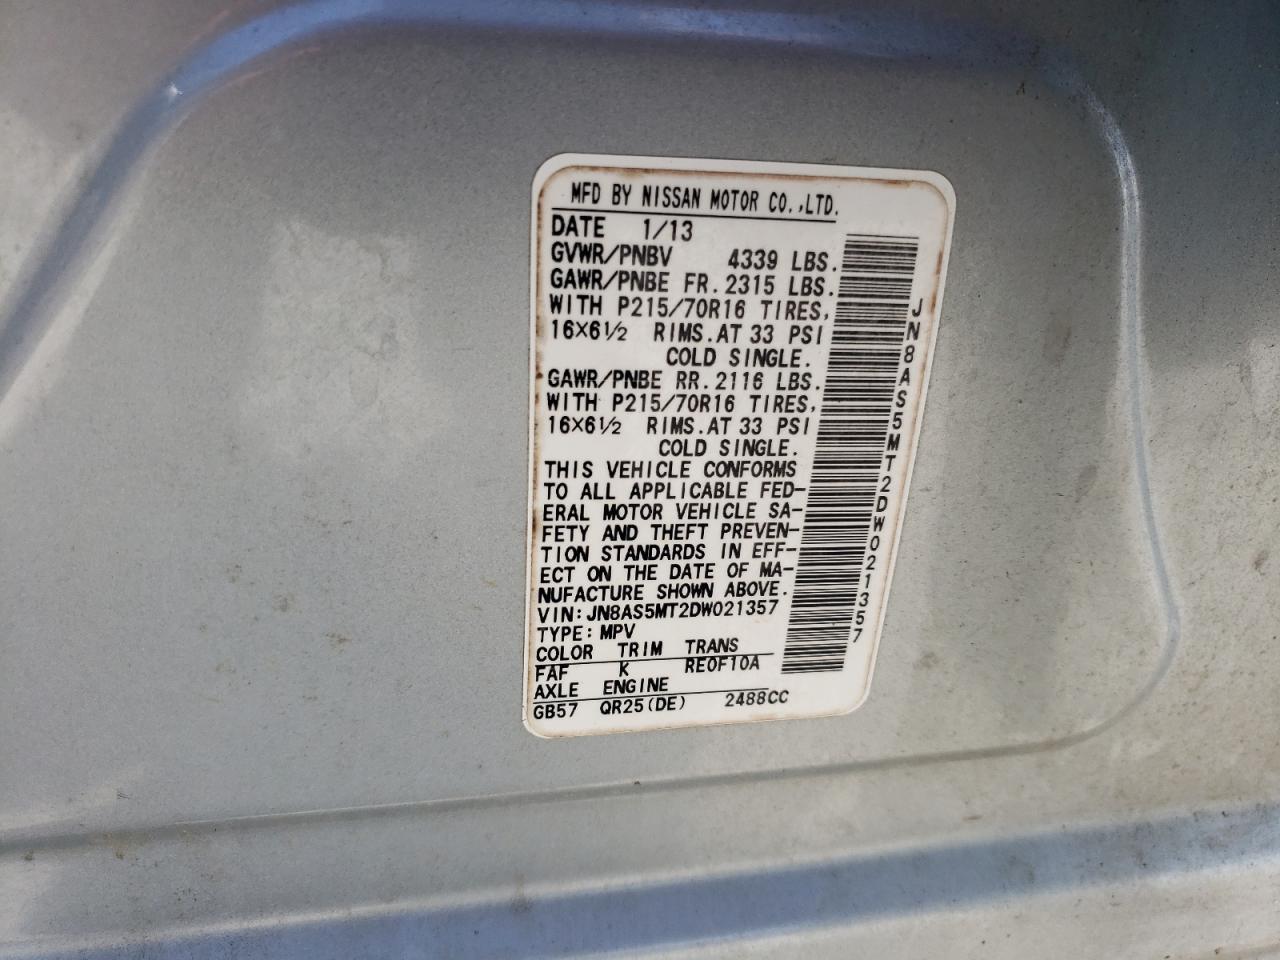 MFD BY NISSAN MOTOR CO.,LTD.
DATE 1/13
GVWR/PNBV 4339 LBS.
GAWR/PNBE FR. 2315 LBS.
WITH P215/70R16 TIRES,
16×6½ RIMS. AT 33 PSI
COLD SINGLE.
GAWR/PNBE RR. 2116 LBS.
WITH P215/70R16 TIRES,
16×6½ RIMS. AT 33 PSI
COLD SINGLE.
THIS VEHICLE CONFORMS
TO ALL APPLICABLE FED-
ERAL MOTOR VEHICLE SA-
FETY AND THEFT PREVEN-
TION STANDARDS IN EFF-
ECT ON THE DATE OF MA-
NUFACTURE SHOWN ABOVE.
VIN: JN8AS5MT2DW021357
TYPE: MPV
COLOR TRIM TRANS
FAF K RE0F10A
AXLE ENGINE
GB57 QR25(DE) 2488CC
JN8AS5MT2DW021357